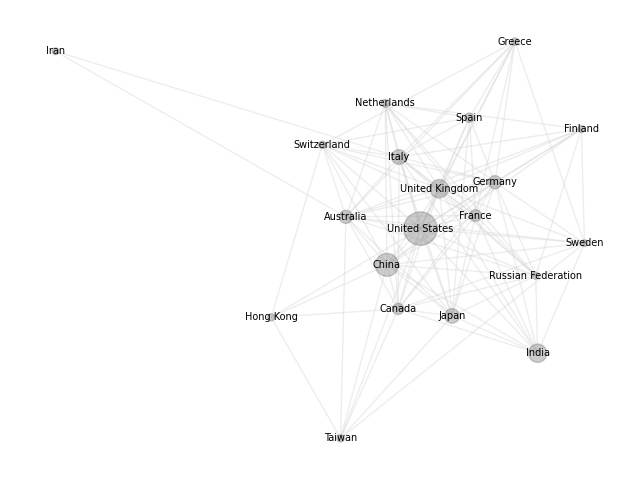 Greece
Iran
Netherlands
Spain
Finland
Switzerland
Italy
Germany
United Kingdom
Australia
France
United States
Sweden
China
Russian Federation
Canada
Japan
Hong Kong
India
Taiwan